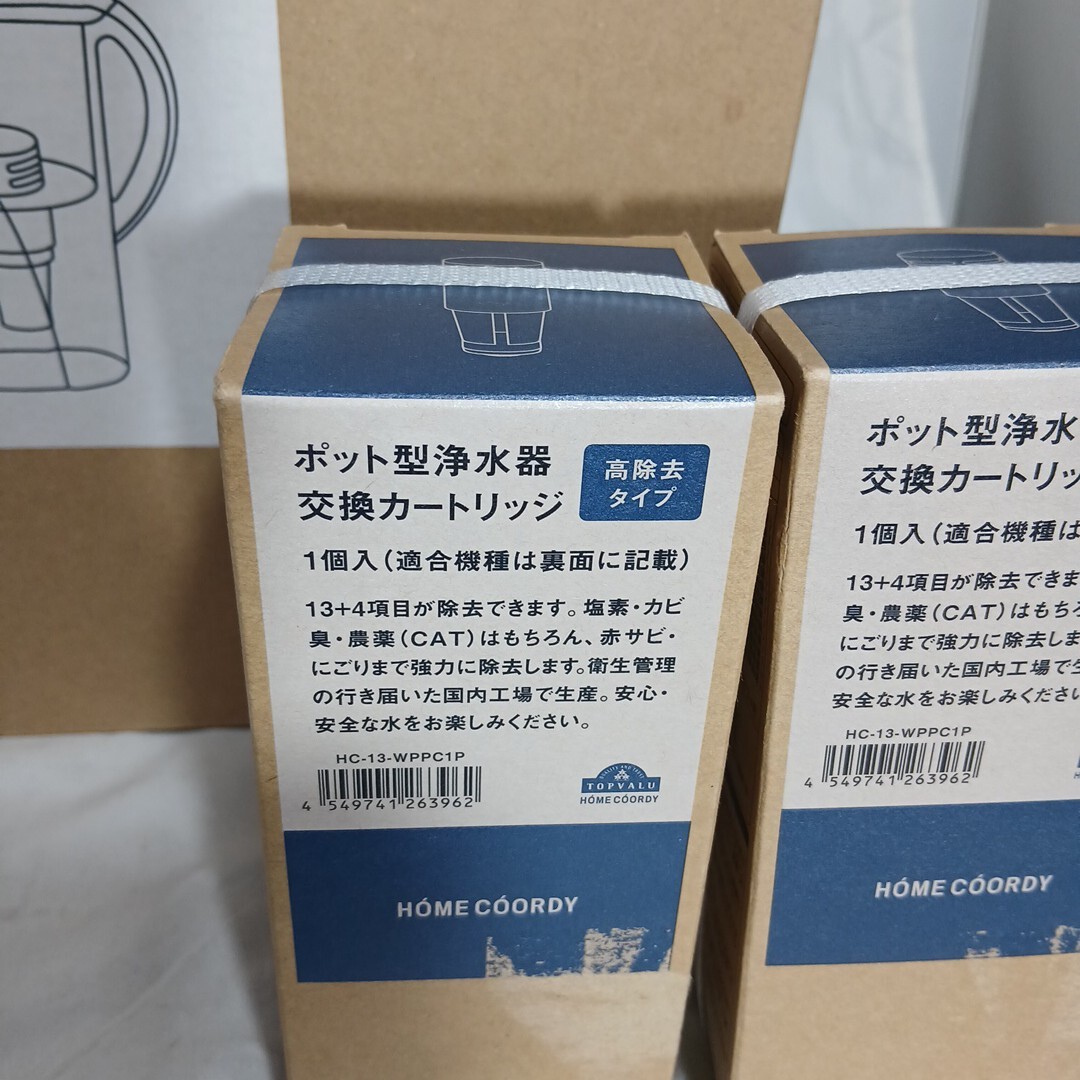 ポット型浄水器
交換カートリッジ
高除去
タイプ
1個入(適合機種は裏面に記載)
13+4項目が除去できます。塩素・カビ
臭・農薬(CAT)はもちろん、赤サビ・
にごりまで強力に除去します。衛生管理
の行き届いた国内工場で生産。安心・
安全な水をお楽しみください。
HC-13-WPPC1P
4 549741 263962
QUALITY AND TRUST
TOPVALU
HÓME CÓORDY
HÓME CÓORDY
ポット型浄水
交換カートリッ
1個入(適合機種は
13+4項目が除去できま
臭・農薬(CAT)はもち
にごりまで強力に除去しま
の行き届いた国内工場で
安全な水をお楽しみくださ
HC-13-WPPC1P
4 549741 263962
HÓME CÓORDY